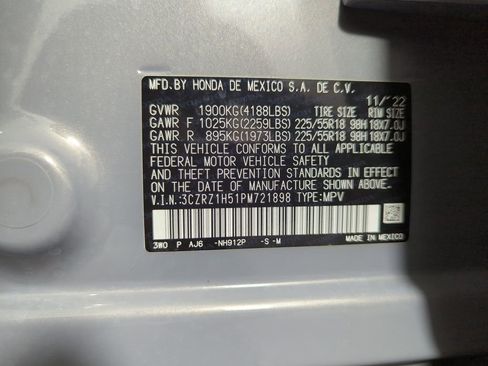 MFD.BY HONDA DE MEXICO S.A. DE C.V.
11/22
GVWR 1900KG(4188LBS) TIRE SIZE RIM SIZE
GAWR F 1025KG(2259LBS) 225/55R18 98H 18X7.0J
GAWR R 895KG(1973LBS) 225/55R18 98H 18X7.0J
THIS VEHICLE CONFORMS TO ALL APPLICABLE
FEDERAL MOTOR VEHICLE SAFETY
AND THEFT PREVENTION STANDARDS IN EFFECT
ON THE DATE OF MANUFACTURE SHOWN ABOVE.
V.I.N.:3CZRZ1H51PM721898 TYPE:MPV
3W0 P AJ6 -NH912P -S -M MADE IN MEXICO